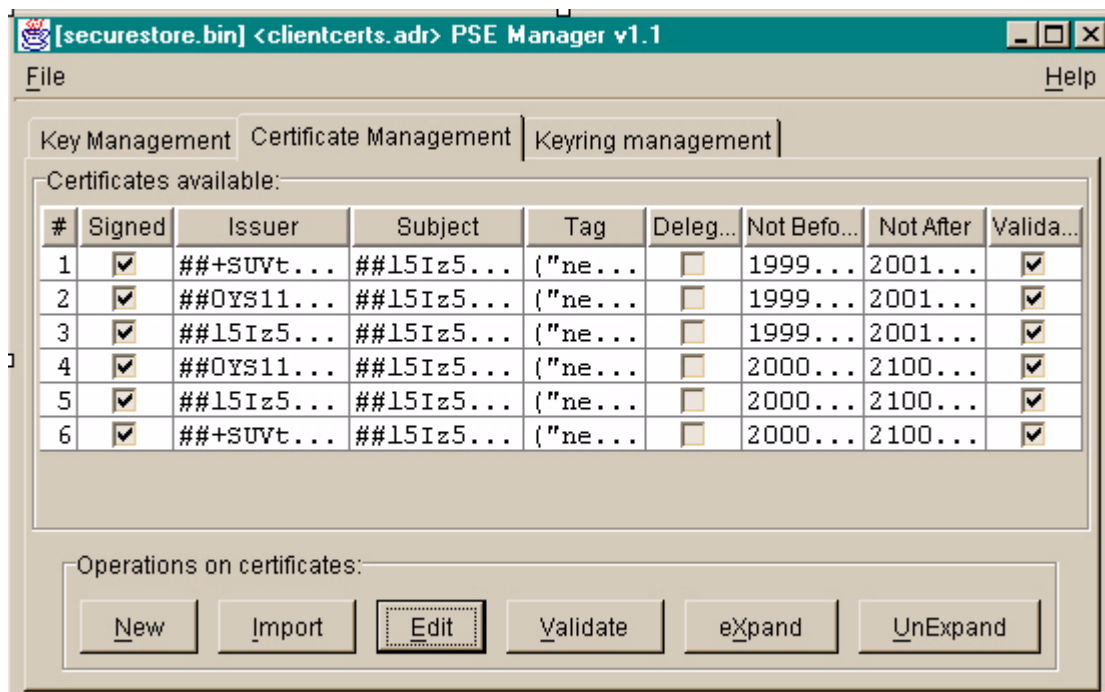 [securestore.bin] <clientcerts.adr> PSE Manager v1.1
File Help
Key Management Certificate Management Keyring management
Certificates available:
# Signed Issuer Subject Tag Deleg... Not Befo... Not After Valida...
1 ##+SUVt... ##l5Iz5... ("ne... 1999... 2001...
2 ##0YS11... ##l5Iz5... ("ne... 1999... 2001...
3 ##l5Iz5... ##l5Iz5... ("ne... 1999... 2001...
4 ##0YS11... ##l5Iz5... ("ne... 2000... 2100...
5 ##l5Iz5... ##l5Iz5... ("ne... 2000... 2100...
6 ##+SUVt... ##l5Iz5... ("ne... 2000... 2100...
Operations on certificates:
New Import Edit Validate eXpand UnExpand